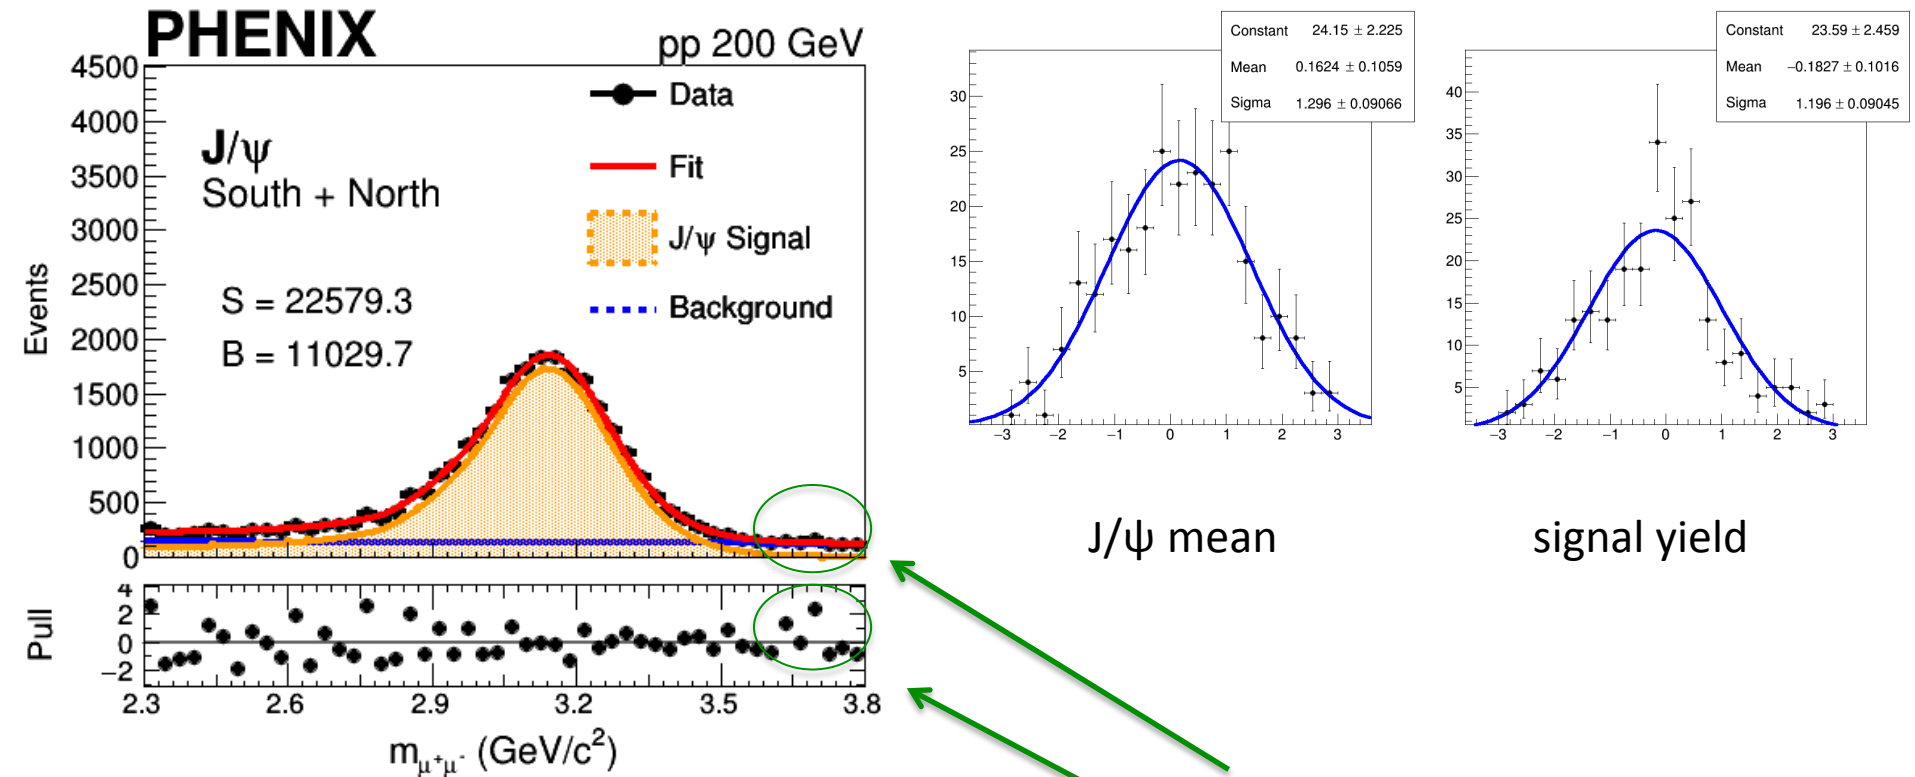 PHENIX
pp 200 GeV
4500
4000
3500
3000
2500
2000
1500
1000
500
0
Events
J/ψ
South + North
S = 22579.3
B = 11029.7
Data
Fit
J/ψ Signal
Background
4
2
0
−2
Pull
2.3 2.6 2.9 3.2 3.5 3.8
mμ+μ- (GeV/c²)
Constant 24.15 ± 2.225
Mean 0.1624 ± 0.1059
Sigma 1.296 ± 0.09066
30
25
20
15
10
5
−3 −2 −1 0 1 2 3
J/ψ mean
Constant 23.59 ± 2.459
Mean −0.1827 ± 0.1016
Sigma 1.196 ± 0.09045
40
35
30
25
20
15
10
5
−3 −2 −1 0 1 2 3
signal yield